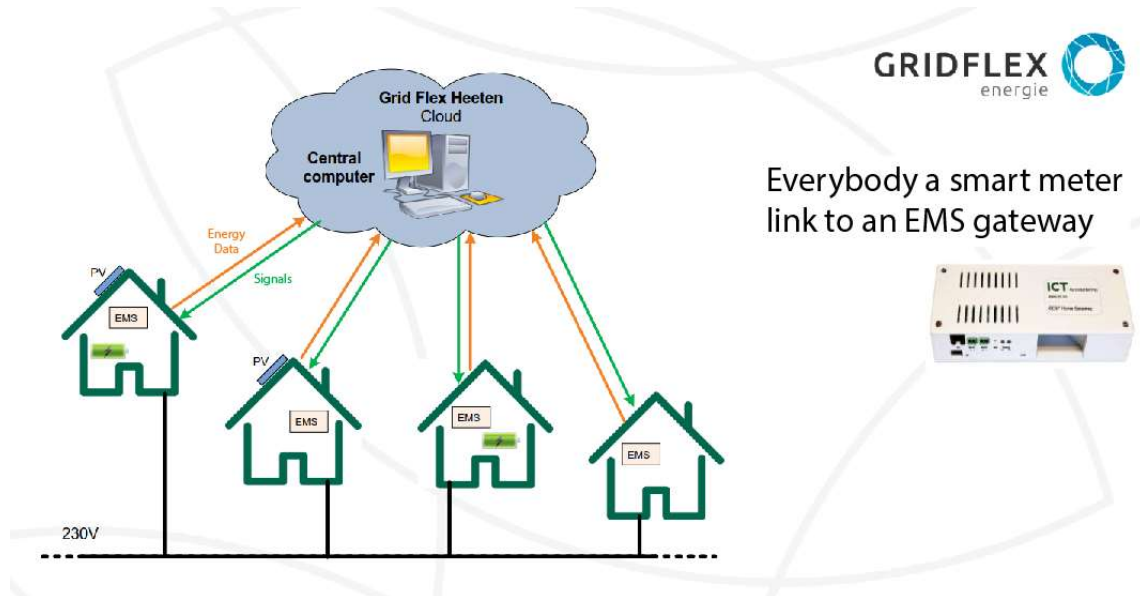 GRIDFLEX
energie
Grid Flex Heeten
Cloud
Central
computer
Everybody a smart meter
link to an EMS gateway
Energy
Data
Signals
PV
EMS
PV
EMS
EMS
EMS
ICT
230V